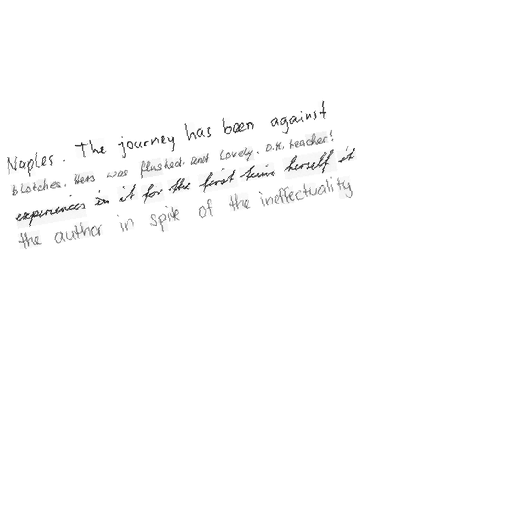 Naples. The journey has been against
blotches. Hers was flushed. and lovely. O.K, teacher!
experiences in it for the first time herself it
the author in spite of the ineffectuality